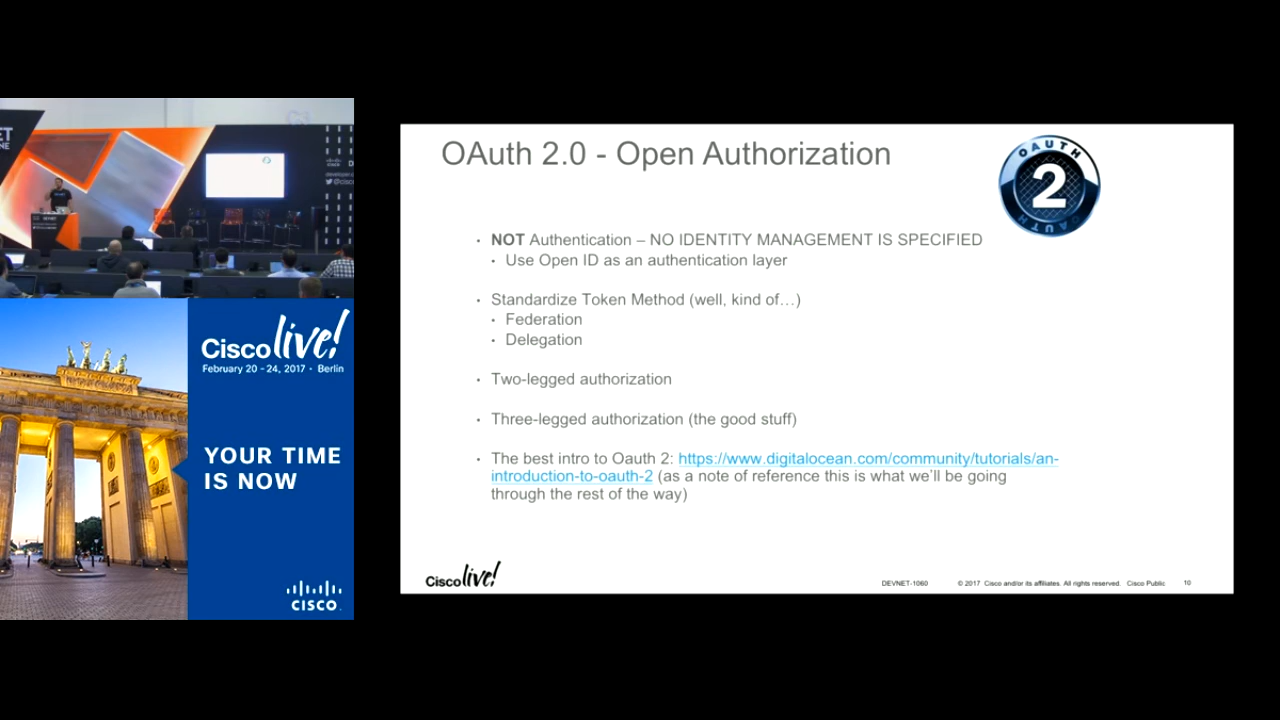 ET
NE
developer.c
@cisco
DEVNET
Cisco live!
February 20 - 24, 2017 • Berlin
YOUR TIME
IS NOW
CISCO.
OAuth 2.0 - Open Authorization
OAUTH
2
OAUTH
• NOT Authentication – NO IDENTITY MANAGEMENT IS SPECIFIED
• Use Open ID as an authentication layer
• Standardize Token Method (well, kind of…)
• Federation
• Delegation
• Two-legged authorization
• Three-legged authorization (the good stuff)
• The best intro to Oauth 2: https://www.digitalocean.com/community/tutorials/an-
introduction-to-oauth-2 (as a note of reference this is what we’ll be going
through the rest of the way)
Cisco live!
DEVNET-1060 © 2017 Cisco and/or its affiliates. All rights reserved. Cisco Public 10